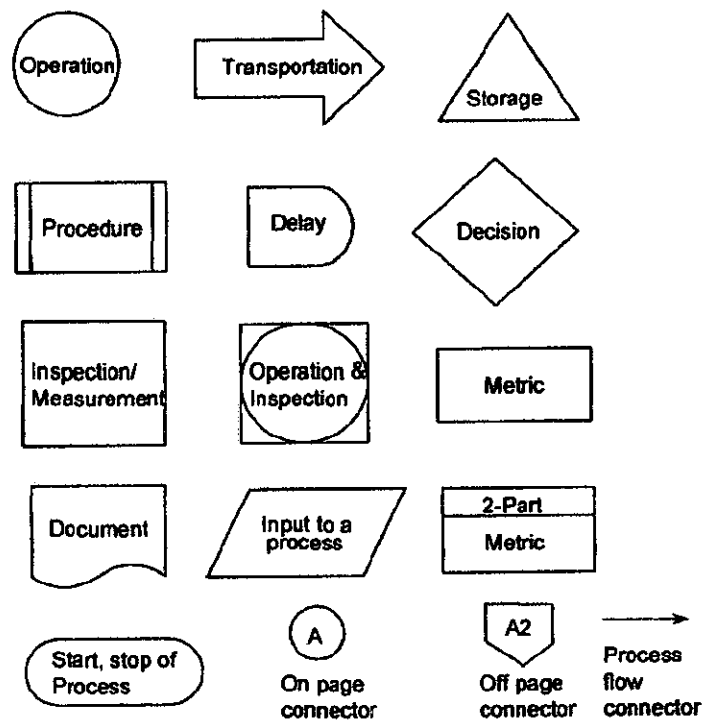 Operation
Transportation
Storage
Procedure
Delay
Decision
Inspection/
Measurement
Operation &
Inspection
Metric
Document
Input to a
process
2-Part
Metric
Start, stop of
Process
A
On page
connector
A2
Off page
connector
Process
flow
connector